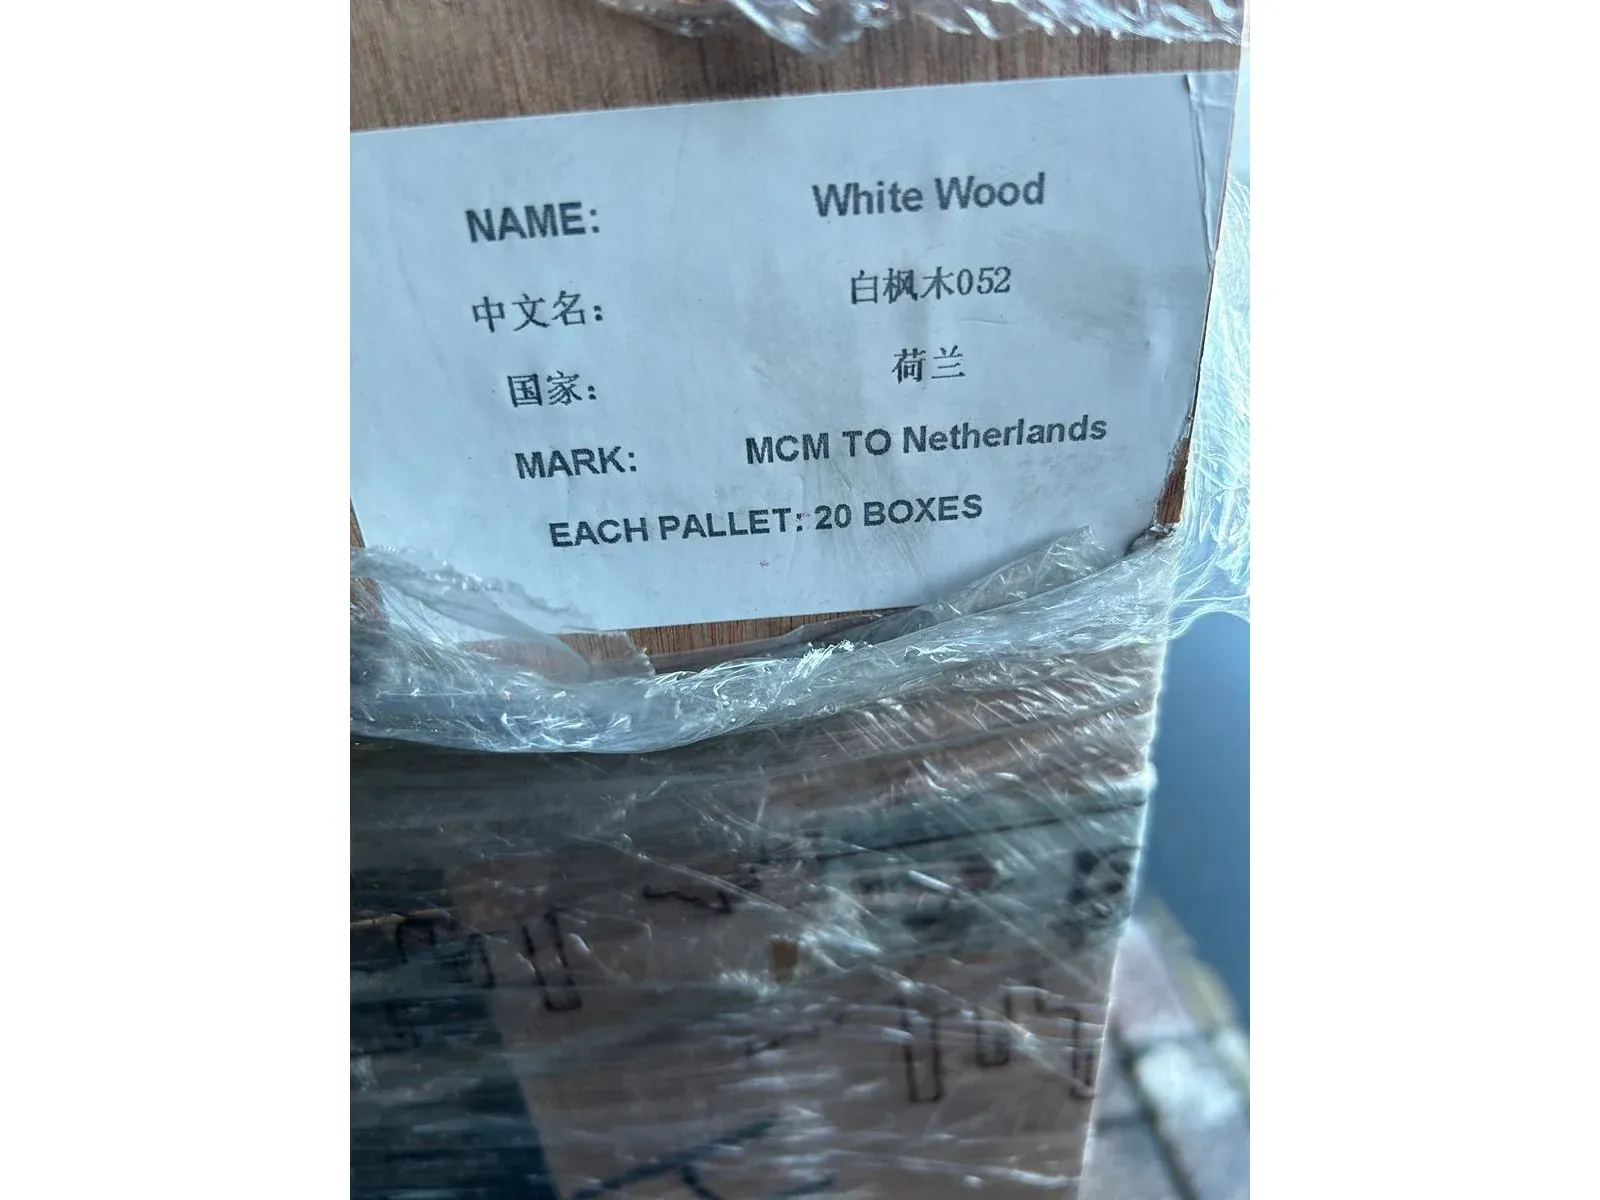 NAME: White Wood
中文名： 白枫木052
国家： 荷兰
MARK: MCM TO Netherlands
EACH PALLET: 20 BOXES